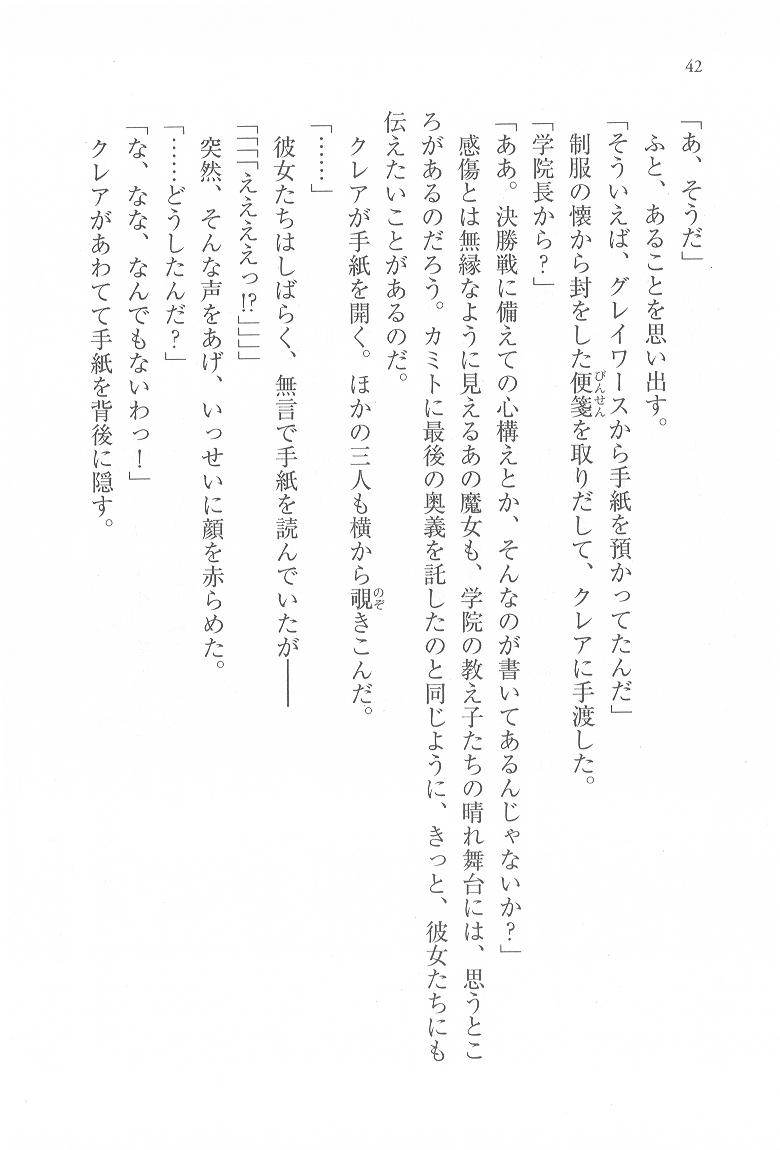 42
「あ、そうだ」
ふと、あることを思い出す。
「そういえば、グレイワースから手紙を預かってたんだ」
制服の懐から封をした便箋を取りだして、クレアに手渡した。
びんせん
「学院長から？」
「ああ。決勝戦に備えての心構えとか、そんなのが書いてあるんじゃないか？」
感傷とは無縁なように見えるあの魔女も、学院の教え子たちの晴れ舞台には、思うとこ
ろがあるのだろう。カミトに最後の奥義を託したのと同じように、きっと、彼女たちにも
伝えたいことがあるのだ。
クレアが手紙を開く。ほかの三人も横から覗きこんだ。
のぞ
「……」
彼女たちはしばらく、無言で手紙を読んでいたが――
「「「「ええええっ!?」」」」
突然、そんな声をあげ、いっせいに顔を赤らめた。
「……どうしたんだ？」
「な、なな、なんでもないわっ！」
クレアがあわてて手紙を背後に隠す。